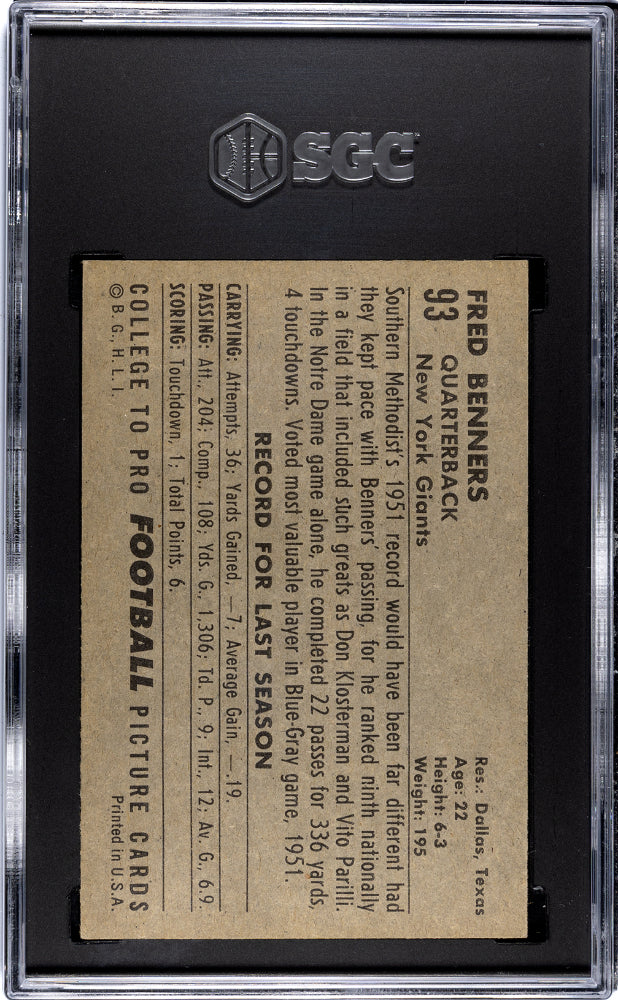 SGC
FRED BENNERS
93 QUARTERBACK
New York Giants
Res.: Dallas, Texas
Age: 22
Height: 6-3
Weight: 195
Southern Methodist's 1951 record would have been far different had
they kept pace with Benners' passing, for he ranked ninth nationally
in a field that included such greats as Don Klosterman and Vito Parilli.
In the Notre Dame game alone, he completed 22 passes for 336 yards,
4 touchdowns. Voted most valuable player in Blue-Gray game, 1951.
RECORD FOR LAST SEASON
CARRYING: Attempts, 36; Yards Gained, —7; Average Gain, —.19.
PASSING: Att., 204; Comp., 108; Yds. G., 1,306; Td. P., 9; Int., 12; Av. G., 6.9.
SCORING: Touchdown, 1; Total Points, 6.
COLLEGE TO PRO FOOTBALL PICTURE CARDS
© B. G., H. L. I.
Printed in U.S.A.